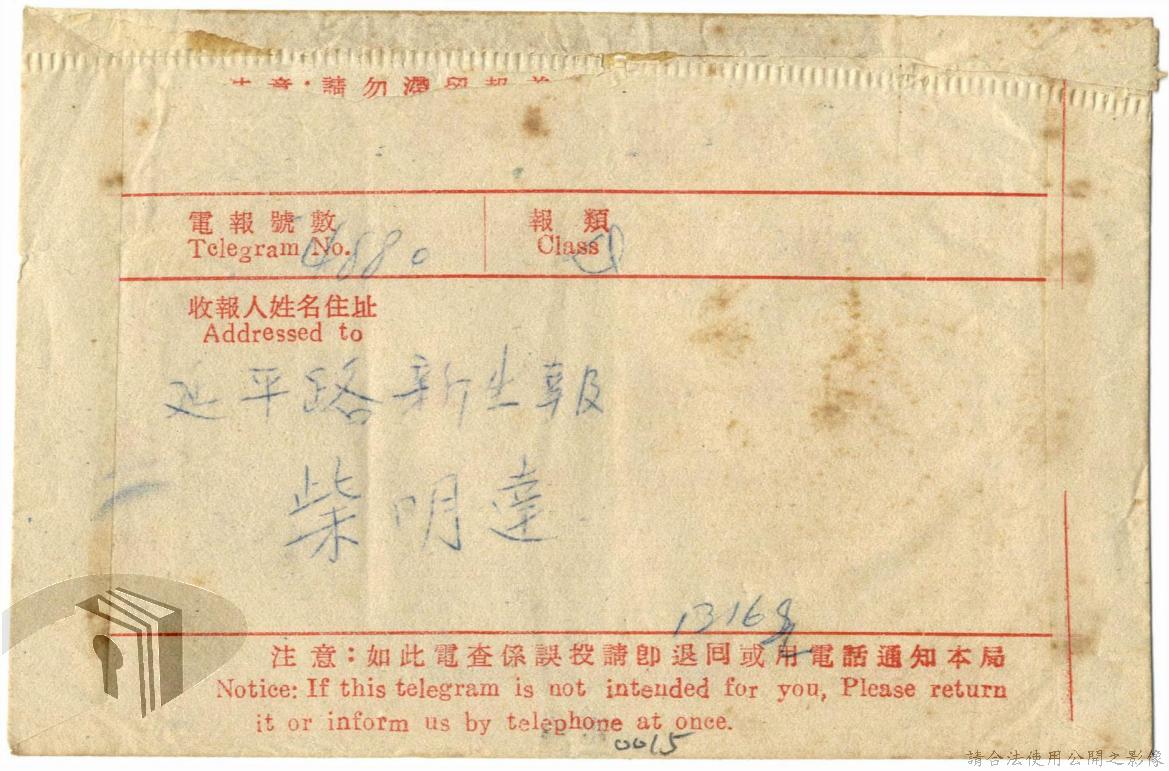 注意：請勿潭留報差
電報號數 報類
Telegram No. 4880 Class
收報人姓名住址
Addressed to
延平路新生報
柴明達
1316
注意：如此電查係誤投請卽退回或用電話通知本局
Notice: If this telegram is not intended for you, Please return
it or inform us by telephone at once.
0015
請合法使用公開之影像